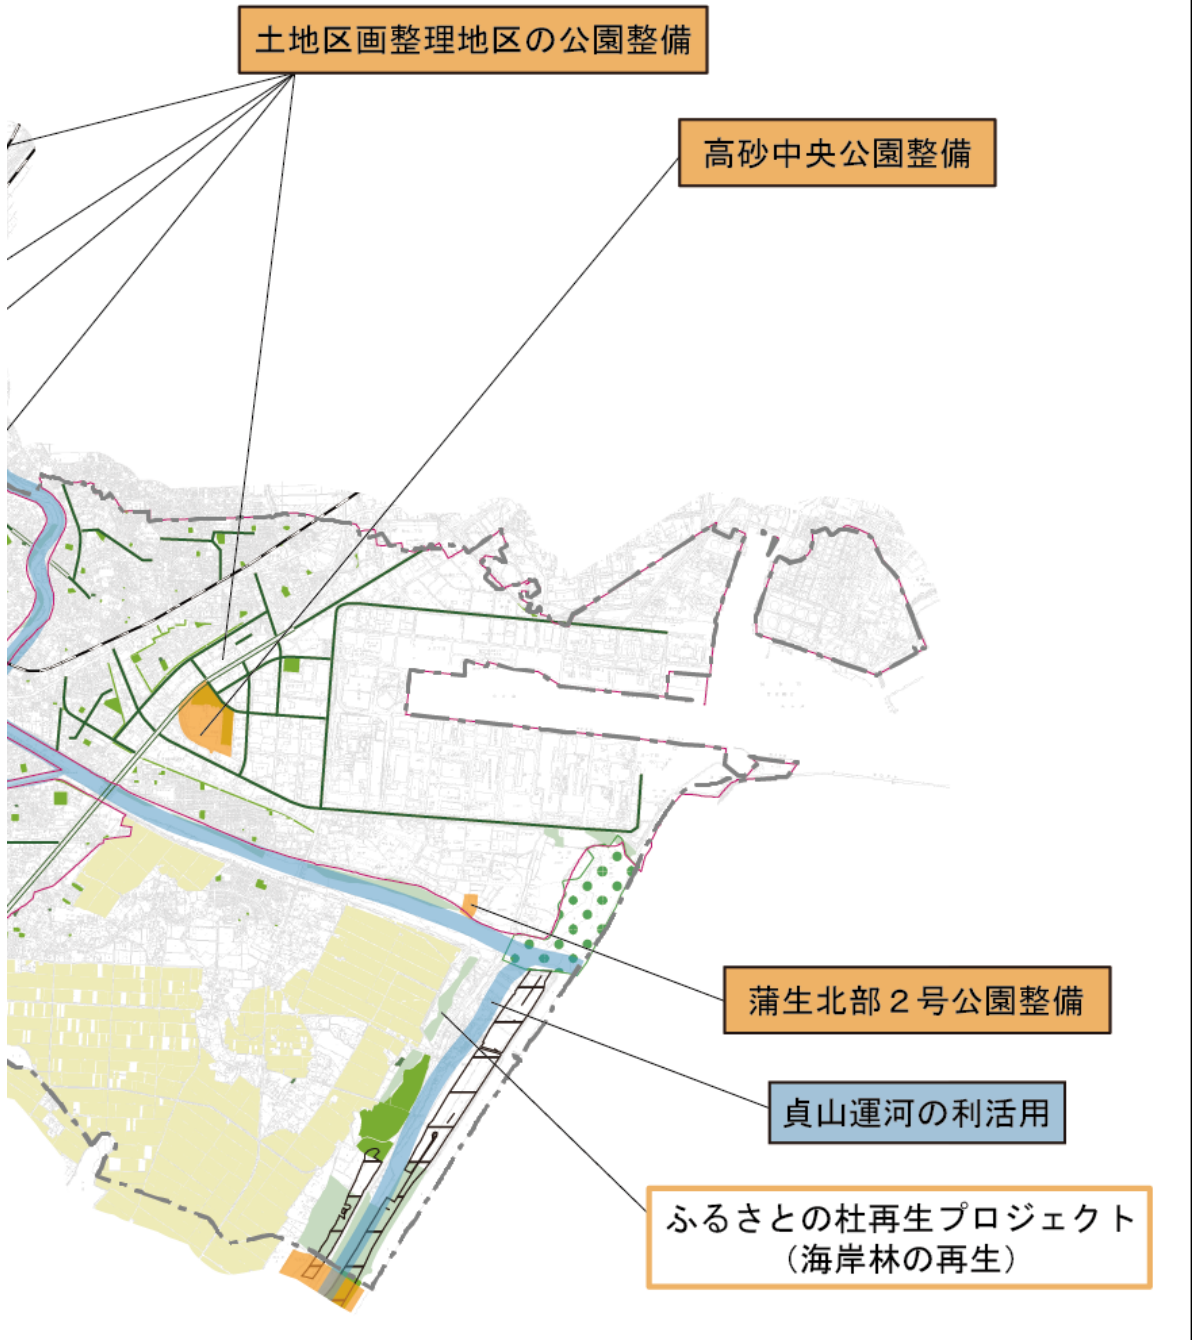 土地区画整理地区の公園整備
高砂中央公園整備
蒲生北部２号公園整備
貞山運河の利活用
ふるさとの杜再生プロジェクト
（海岸林の再生）